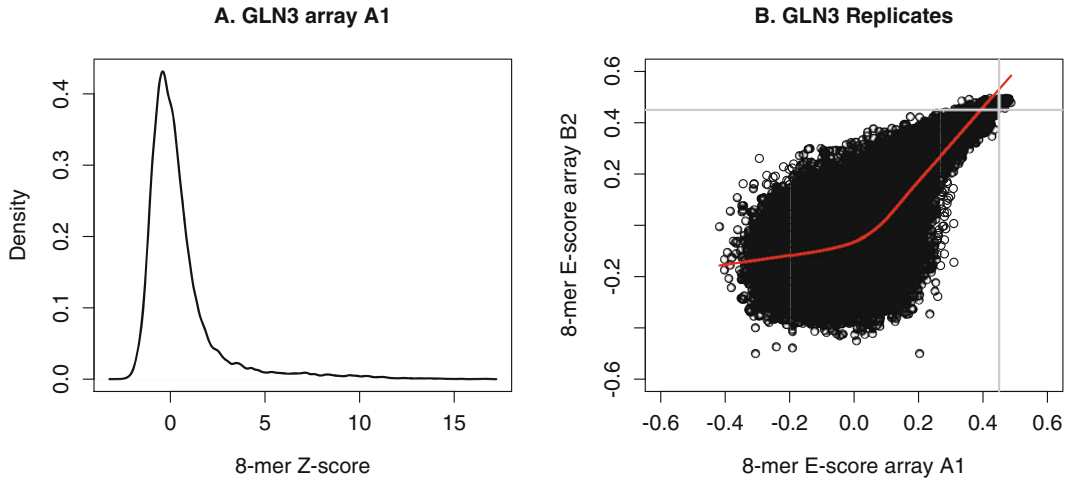 A. GLN3 array A1
Density
0.0 0.1 0.2 0.3 0.4
0 5 10 15
8-mer Z-score
B. GLN3 Replicates
8-mer E-score array B2
-0.6 -0.2 0.2 0.4 0.6
-0.6 -0.4 -0.2 0.0 0.2 0.4 0.6
8-mer E-score array A1